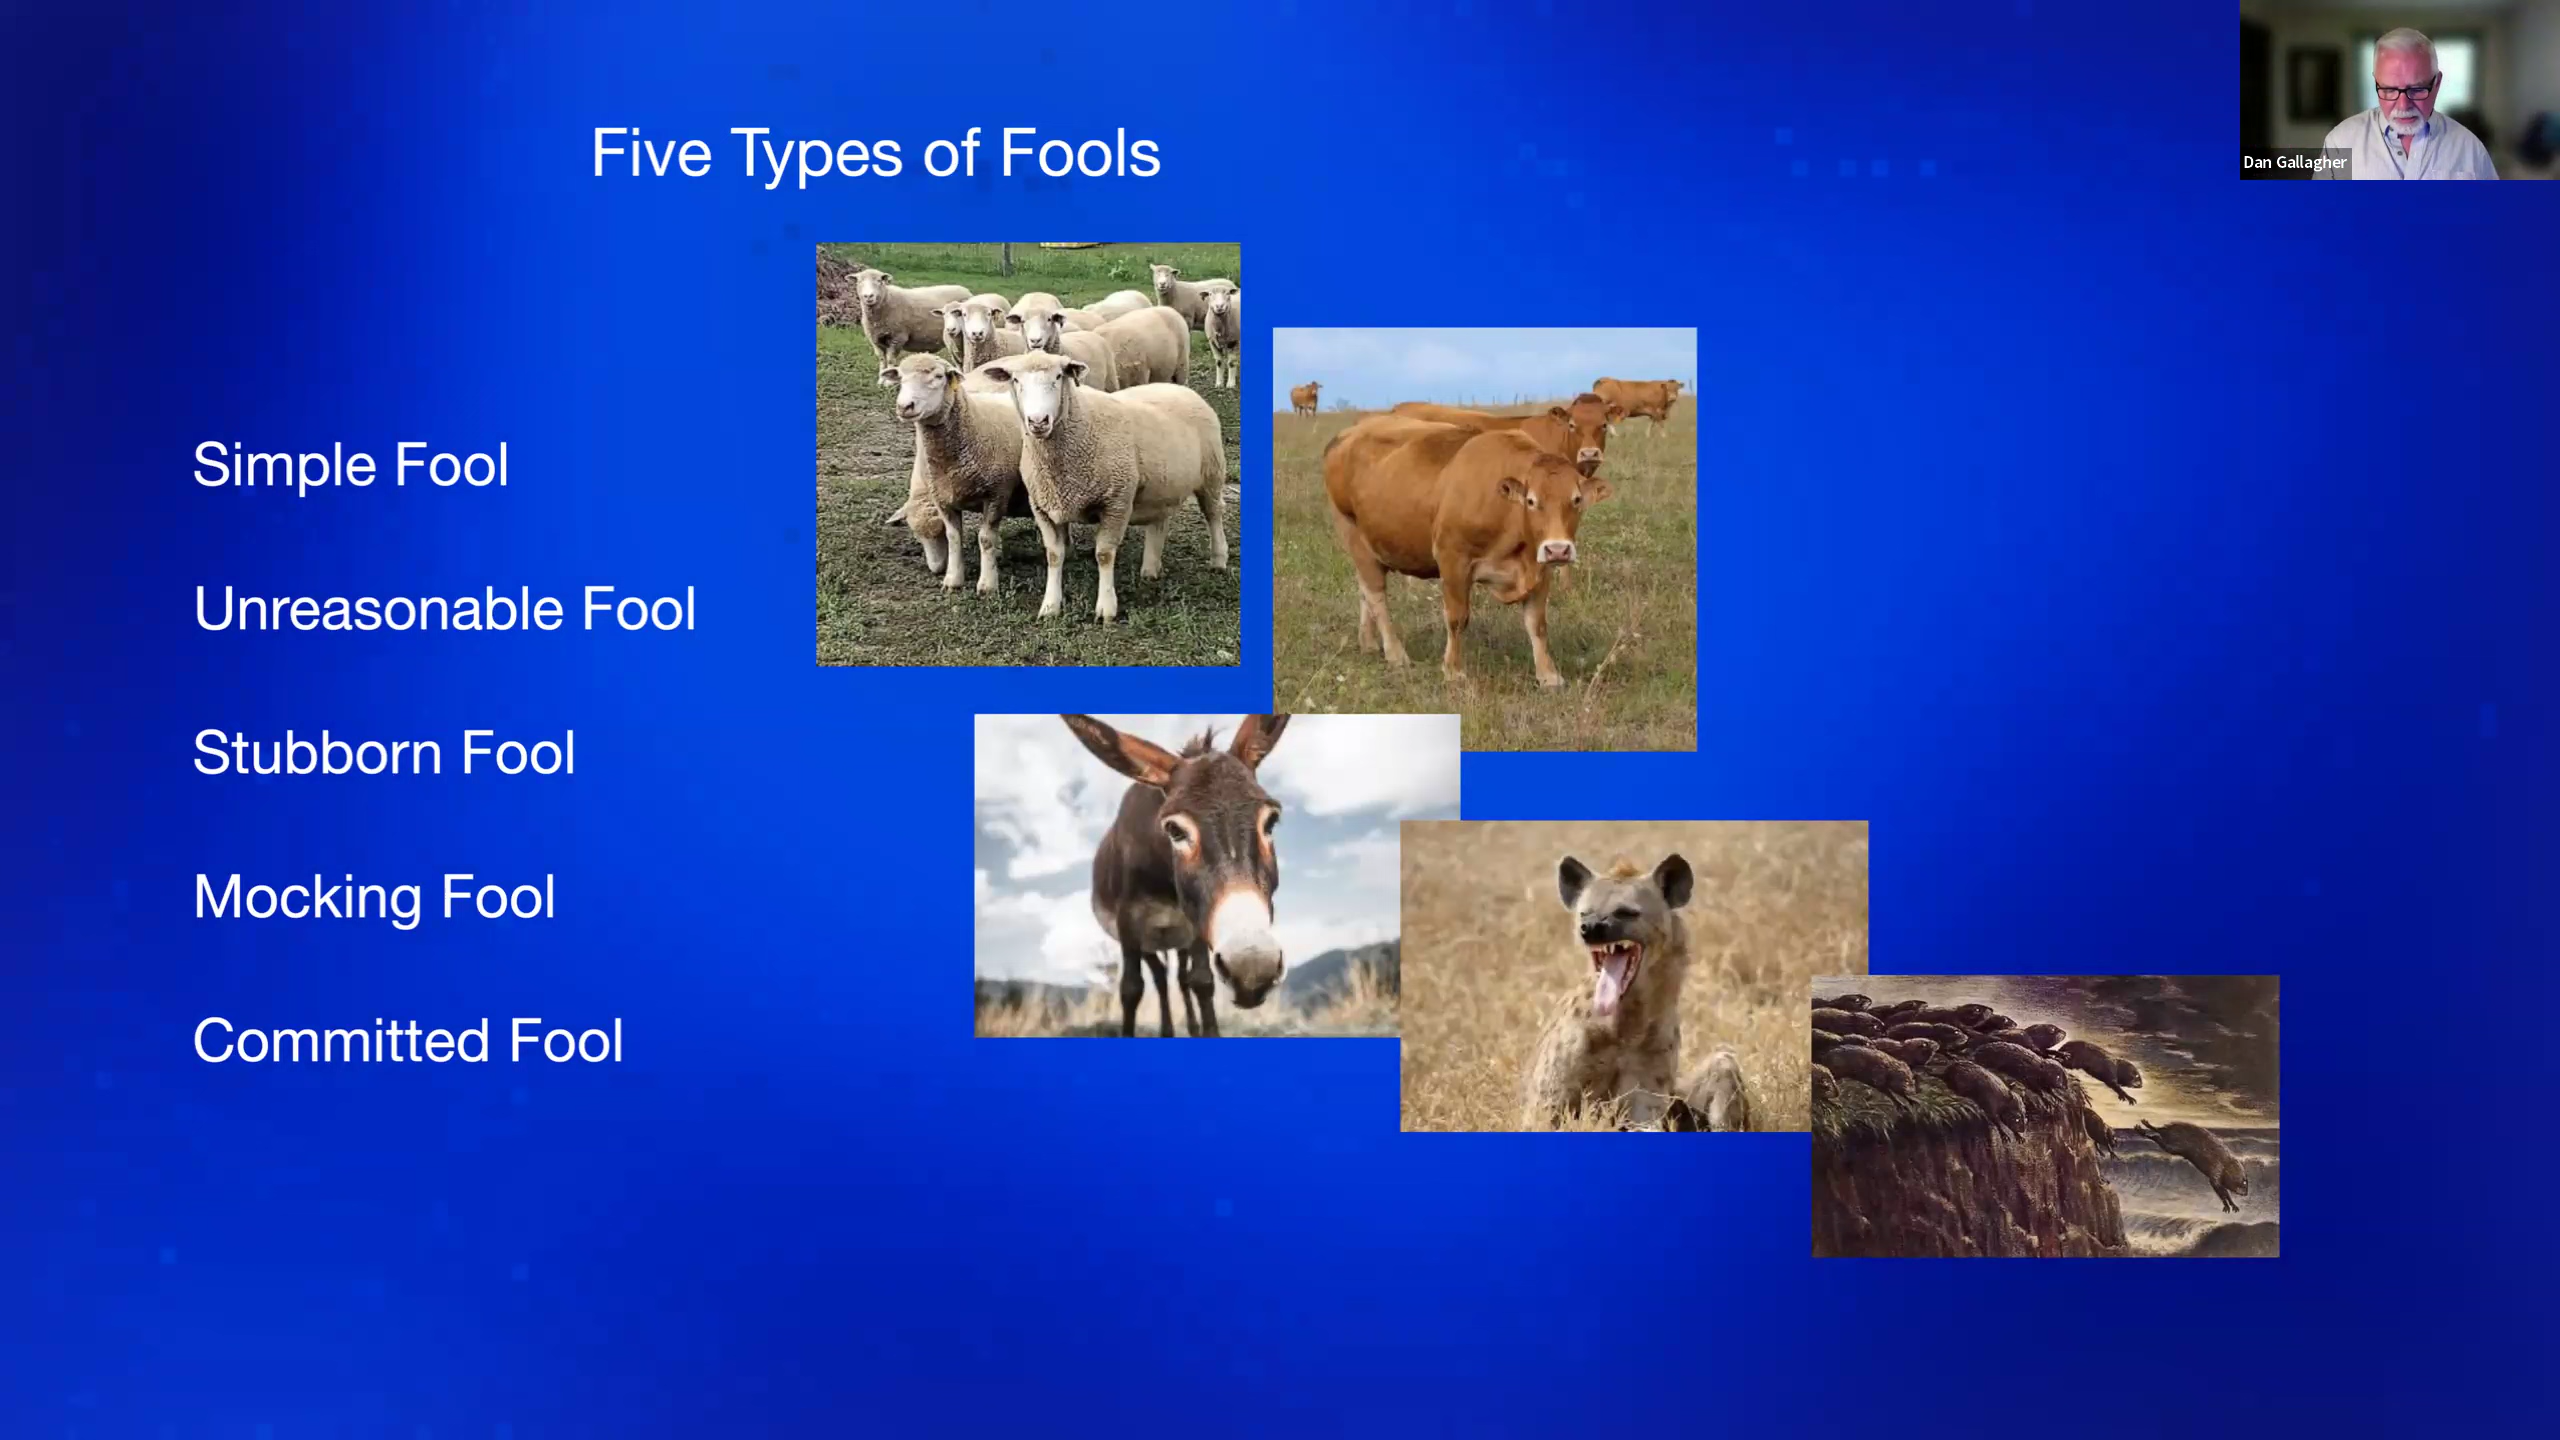 Five Types of Fools
Dan Gallagher
Simple Fool
Unreasonable Fool
Stubborn Fool
Mocking Fool
Committed Fool